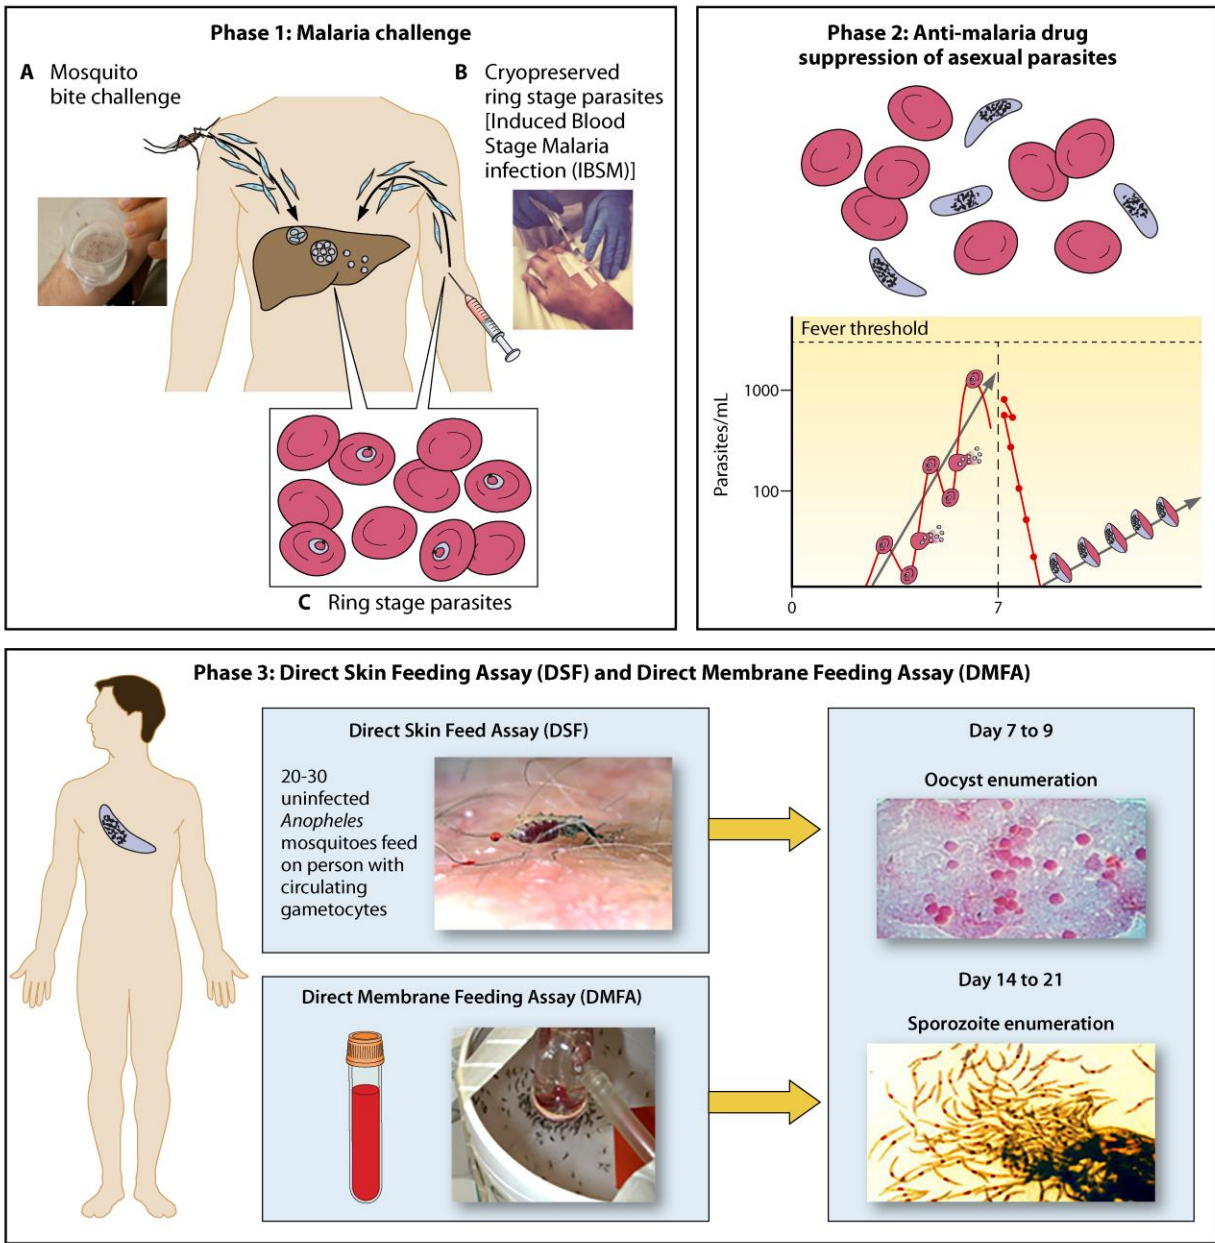 Phase 1: Malaria challenge
A Mosquito
bite challenge
B Cryopreserved
ring stage parasites
[Induced Blood
Stage Malaria
infection (IBSM)]
C Ring stage parasites
Phase 2: Anti-malaria drug
suppression of asexual parasites
Fever threshold
Parasites/mL
1000
100
0
7
Phase 3: Direct Skin Feeding Assay (DSF) and Direct Membrane Feeding Assay (DMFA)
Direct Skin Feed Assay (DSF)
20-30
uninfected
Anopheles
mosquitoes feed
on person with
circulating
gametocytes
Direct Membrane Feeding Assay (DMFA)
Day 7 to 9
Oocyst enumeration
Day 14 to 21
Sporozoite enumeration